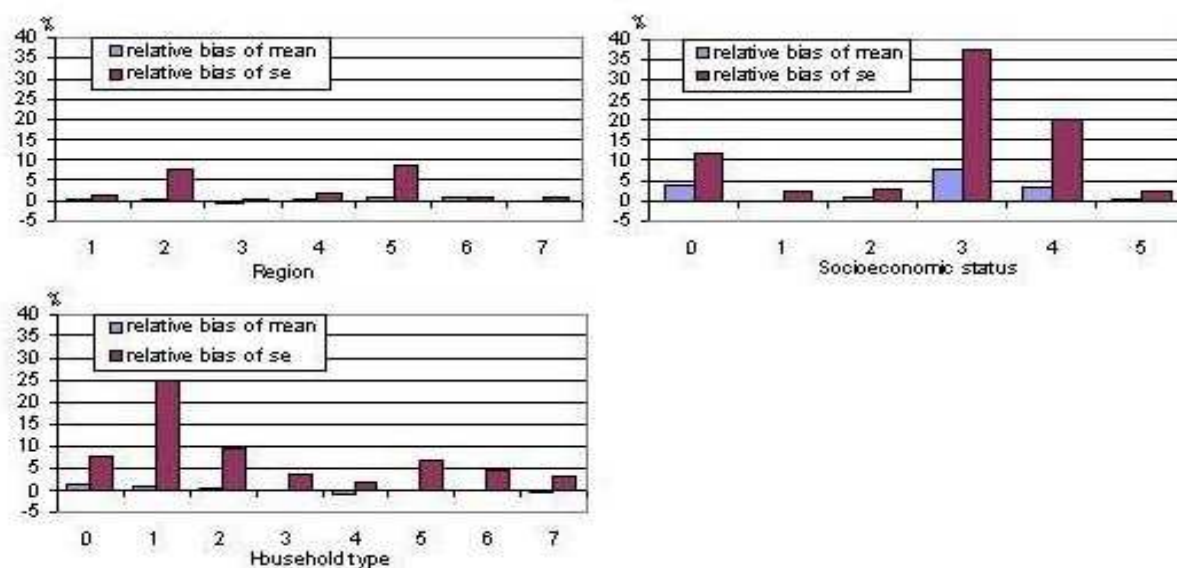 %
40
35
30
25
20
15
10
5
0
-5
relative bias of mean
relative bias of se
1 2 3 4 5 6 7
Region
%
40
35
30
25
20
15
10
5
0
-5
relative bias of mean
relative bias of se
0 1 2 3 4 5
Socioeconomic status
%
40
35
30
25
20
15
10
5
0
-5
relative bias of mean
relative bias of se
0 1 2 3 4 5 6 7
Household type